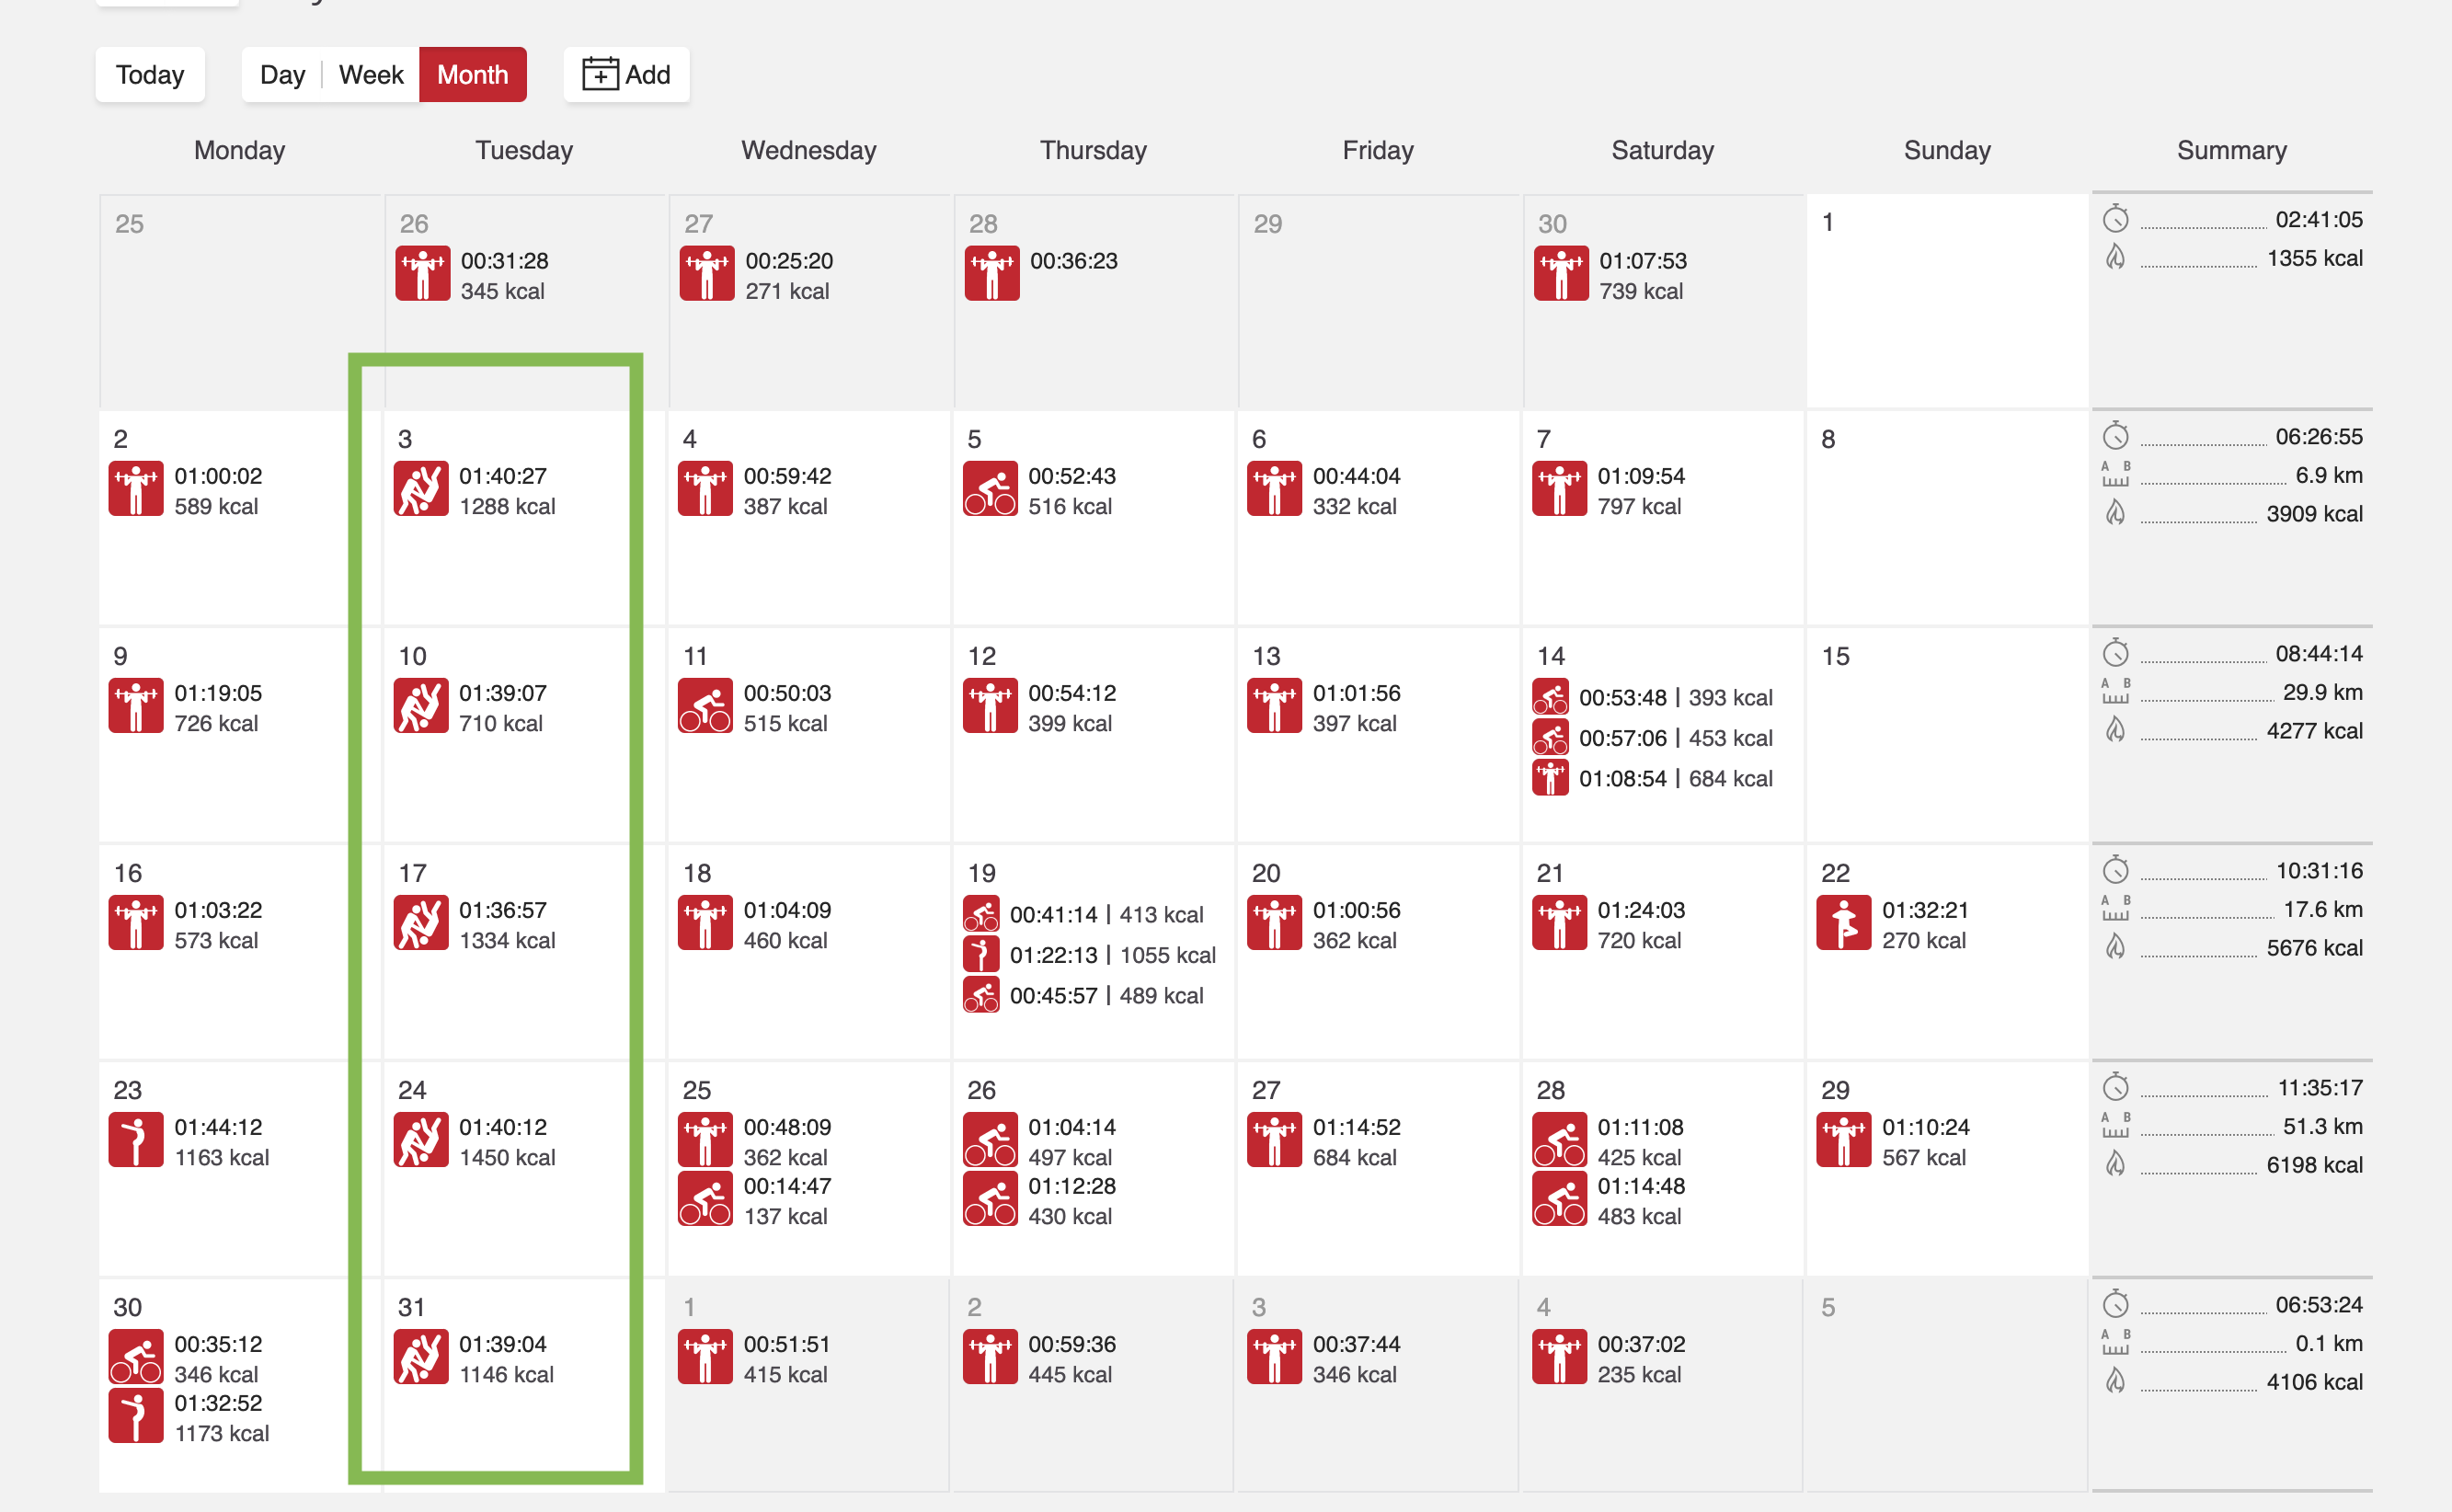 Today Day Week Month Add
Monday Tuesday Wednesday Thursday Friday Saturday Sunday Summary
25
26
00:31:28
345 kcal
27
00:25:20
271 kcal
28
00:36:23
29
30
01:07:53
739 kcal
1
02:41:05
1355 kcal
2
01:00:02
589 kcal
3
01:40:27
1288 kcal
4
00:59:42
387 kcal
5
00:52:43
516 kcal
6
00:44:04
332 kcal
7
01:09:54
797 kcal
8
06:26:55
A B 6.9 km
3909 kcal
9
01:19:05
726 kcal
10
01:39:07
710 kcal
11
00:50:03
515 kcal
12
00:54:12
399 kcal
13
01:01:56
397 kcal
14
00:53:48 | 393 kcal
00:57:06 | 453 kcal
01:08:54 | 684 kcal
15
08:44:14
A B 29.9 km
4277 kcal
16
01:03:22
573 kcal
17
01:36:57
1334 kcal
18
01:04:09
460 kcal
19
00:41:14 | 413 kcal
01:22:13 | 1055 kcal
00:45:57 | 489 kcal
20
01:00:56
362 kcal
21
01:24:03
720 kcal
22
01:32:21
270 kcal
10:31:16
A B 17.6 km
5676 kcal
23
01:44:12
1163 kcal
24
01:40:12
1450 kcal
25
00:48:09
362 kcal
00:14:47
137 kcal
26
01:04:14
497 kcal
01:12:28
430 kcal
27
01:14:52
684 kcal
28
01:11:08
425 kcal
01:14:48
483 kcal
29
01:10:24
567 kcal
11:35:17
A B 51.3 km
6198 kcal
30
00:35:12
346 kcal
01:32:52
1173 kcal
31
01:39:04
1146 kcal
1
00:51:51
415 kcal
2
00:59:36
445 kcal
3
00:37:44
346 kcal
4
00:37:02
235 kcal
5
06:53:24
A B 0.1 km
4106 kcal